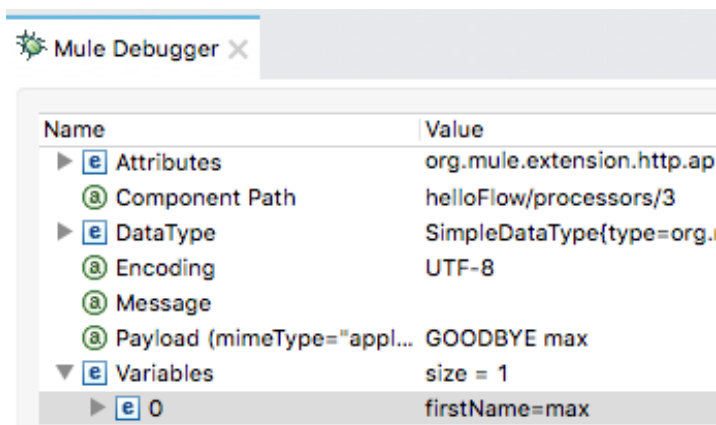 Mule Debugger
Name Value
Attributes org.mule.extension.http.ap
Component Path helloFlow/processors/3
DataType SimpleDataType{type=org.
Encoding UTF-8
Message
Payload (mimeType="appl... GOODBYE max
Variables size = 1
0 firstName=max